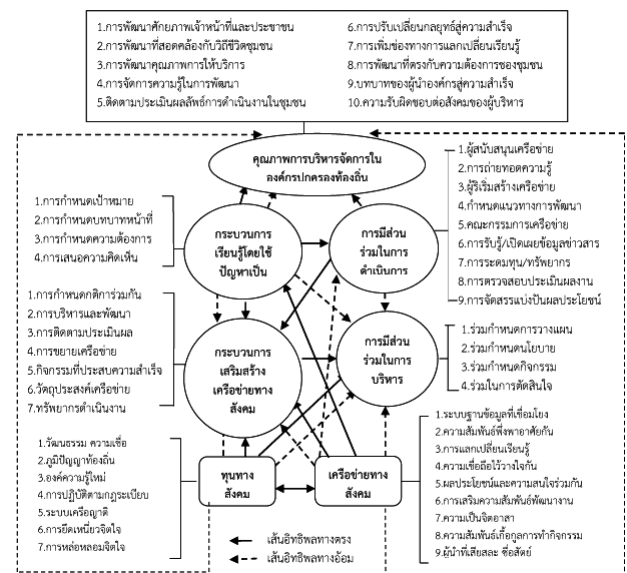 1.การพัฒนาศักยภาพเจ้าหน้าที่และประชาชน
2.การพัฒนาที่สอดคล้องกับวิถีชีวิตชุมชน
3.การพัฒนาคุณภาพการให้บริการ
4.การจัดการความรู้ในการพัฒนา
5.ติดตามประเมินผลลัพธ์การดำเนินงานในชุมชน
6.การปรับเปลี่ยนกลยุทธ์สู่ความสำเร็จ
7.การเพิ่มช่องทางการแลกเปลี่ยนเรียนรู้
8.การพัฒนาที่ตรงกับความต้องการชองชุมชน
9.บทบาทของผู้นำองค์กรสู่ความสำเร็จ
10.ความรับผิดชอบต่อสังคมของผู้บริหาร
คุณภาพการบริหารจัดการใน
องค์กรปกครองท้องถิ่น
1.การกำหนดเป้าหมาย
2.การกำหนดบทบาทหน้าที่
3.การกำหนดความต้องการ
4.การเสนอความคิดเห็น
กระบวนการ
เรียนรู้โดยใช้
ปัญหาเป็น
การมีส่วน
ร่วมในการ
ดำเนินการ
1.ผู้สนับสนุนเครือข่าย
2.การถ่ายทอดความรู้
3.ผู้ริเริ่มสร้างเครือข่าย
4.กำหนดแนวทางการพัฒนา
5.คณะกรรมการเครือข่าย
6.การรับรู้/เปิดเผยข้อมูลข่าวสาร
7.การระดมทุน/ทรัพยากร
8.การตรวจสอบประเมินผลงาน
9.การจัดสรรแบ่งปันผลประโยชน์
1.การกำหนดกติการ่วมกัน
2.การบริหารและพัฒนา
3.การติดตามประเมินผล
4.การขยายเครือข่าย
5.กิจกรรมที่ประสบความสำเร็จ
6.วัตถุประสงค์เครือข่าย
7.ทรัพยากรดำเนินงาน
กระบวนการ
เสริมสร้าง
เครือข่ายทาง
สังคม
การมีส่วน
ร่วมในการ
บริหาร
1.ร่วมกำหนดการวางแผน
2.ร่วมกำหนดนโยบาย
3.ร่วมกำหนดกิจกรรม
4.ร่วมในการตัดสินใจ
1.วัฒนธรรม ความเชื่อ
2.ภูมิปัญญาท้องถิ่น
3.องค์ความรู้ใหม่
4.การปฏิบัติตามกฎระเบียบ
5.ระบบเครือญาติ
6.การยึดเหนี่ยวจิตใจ
7.การหล่อหลอมจิตใจ
ทุนทาง
สังคม
เครือข่ายทาง
สังคม
1.ระบบฐานข้อมูลที่เชื่อมโยง
2.ความสัมพันธ์พึ่งพาอาศัยกัน
3.การแลกเปลี่ยนเรียนรู้
4.ความเชื่อถือไว้วางใจกัน
5.ผลประโยชน์และความสนใจร่วมกัน
6.การเสริมความสัมพันธ์พัฒนางาน
7.ความเป็นจิตอาสา
8.ความสัมพันธ์เกื้อกูลการทำกิจกรรม
9.ผู้นำที่เสียสละ ซื่อสัตย์
เส้นอิทธิพลทางตรง
เส้นอิทธิพลทางอ้อม